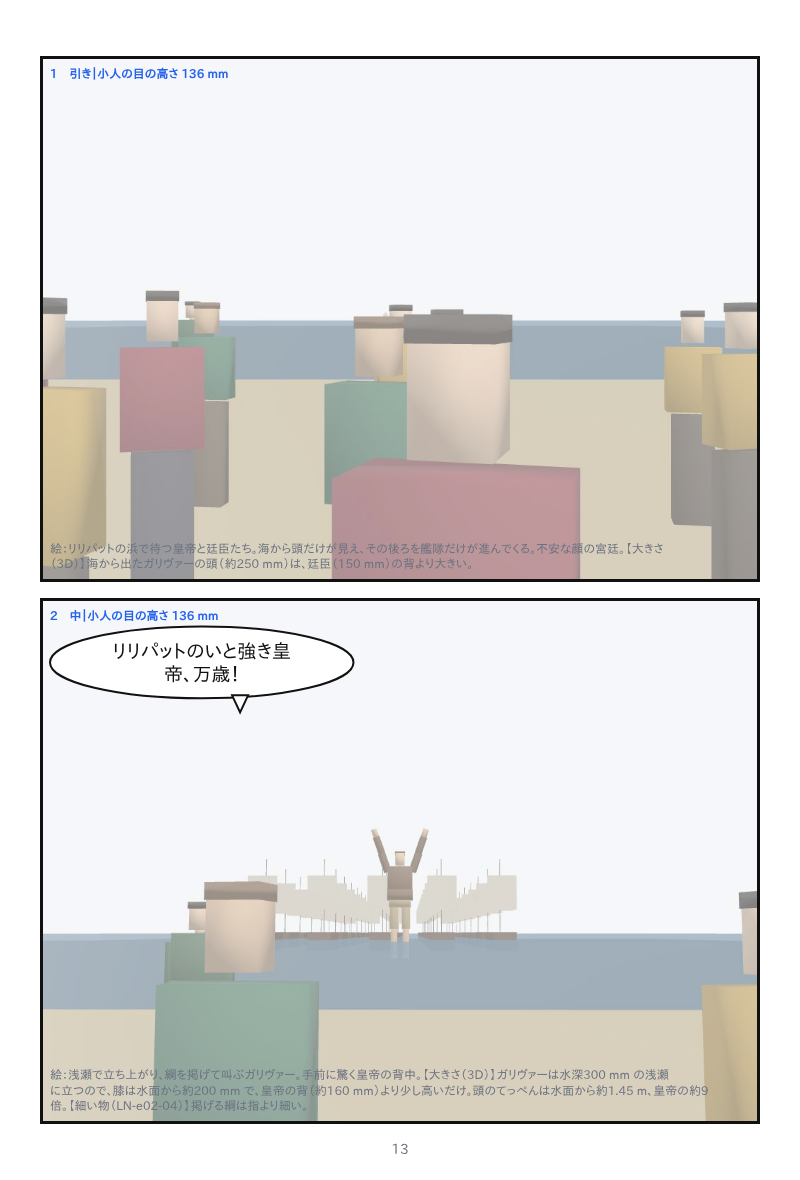 1 引き|小人の目の高さ 136 mm
絵：リリパットの浜で待つ皇帝と廷臣たち。海から頭だけが見え、その後ろを艦隊だけが進んでくる。不安な顔の宮廷。【大きさ
（3D）】海から出たガリヴァーの頭（約250 mm）は、廷臣（150 mm）の背より大きい。
2 中|小人の目の高さ 136 mm
リリパットのいと強き皇
帝、万歳！
絵：浅瀬で立ち上がり、綱を掲げて叫ぶガリヴァー。手前に驚く皇帝の背中。【大きさ（3D）】ガリヴァーは水深300 mm の浅瀬
に立つので、膝は水面から約200 mm で、皇帝の背（約160 mm）より少し高いだけ。頭のてっぺんは水面から約1.45 m、皇帝の約9
倍。【細い物（LN-e02-04）】掲げる綱は指より細い。
13